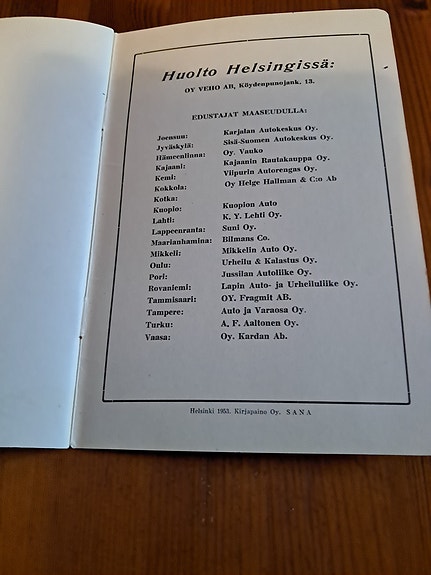 Huolto Helsingissä:
OY VEHO AB, Köydenpunojank. 13.
EDUSTAJAT MAASEUDULLA:
Joensuu: Karjalan Autokeskus Oy.
Jyväskylä: Sisä-Suomen Autokeskus Oy.
Hämeenlinna: Oy. Vauko
Kajaani: Kajaanin Rautakauppa Oy.
Kemi: Viipurin Autorengas Oy.
Kokkola: Oy Helge Hallman & C:o Ab
Kotka:
Kuopio: Kuopion Auto
Lahti: K. Y. Lehti Oy.
Lappeenranta: Suni Oy.
Maarianhamina: Bilmans Co.
Mikkeli: Mikkelin Auto Oy.
Oulu: Urheilu & Kalastus Oy.
Pori: Jussilan Autoliike Oy.
Rovaniemi: Lapin Auto- ja Urheiluliike Oy.
Tammisaari: OY. Fragmit AB.
Tampere: Auto ja Varaosa Oy.
Turku: A. F. Aaltonen Oy.
Vaasa: Oy. Kardan Ab.
Helsinki 1953. Kirjapaino Oy. SANA